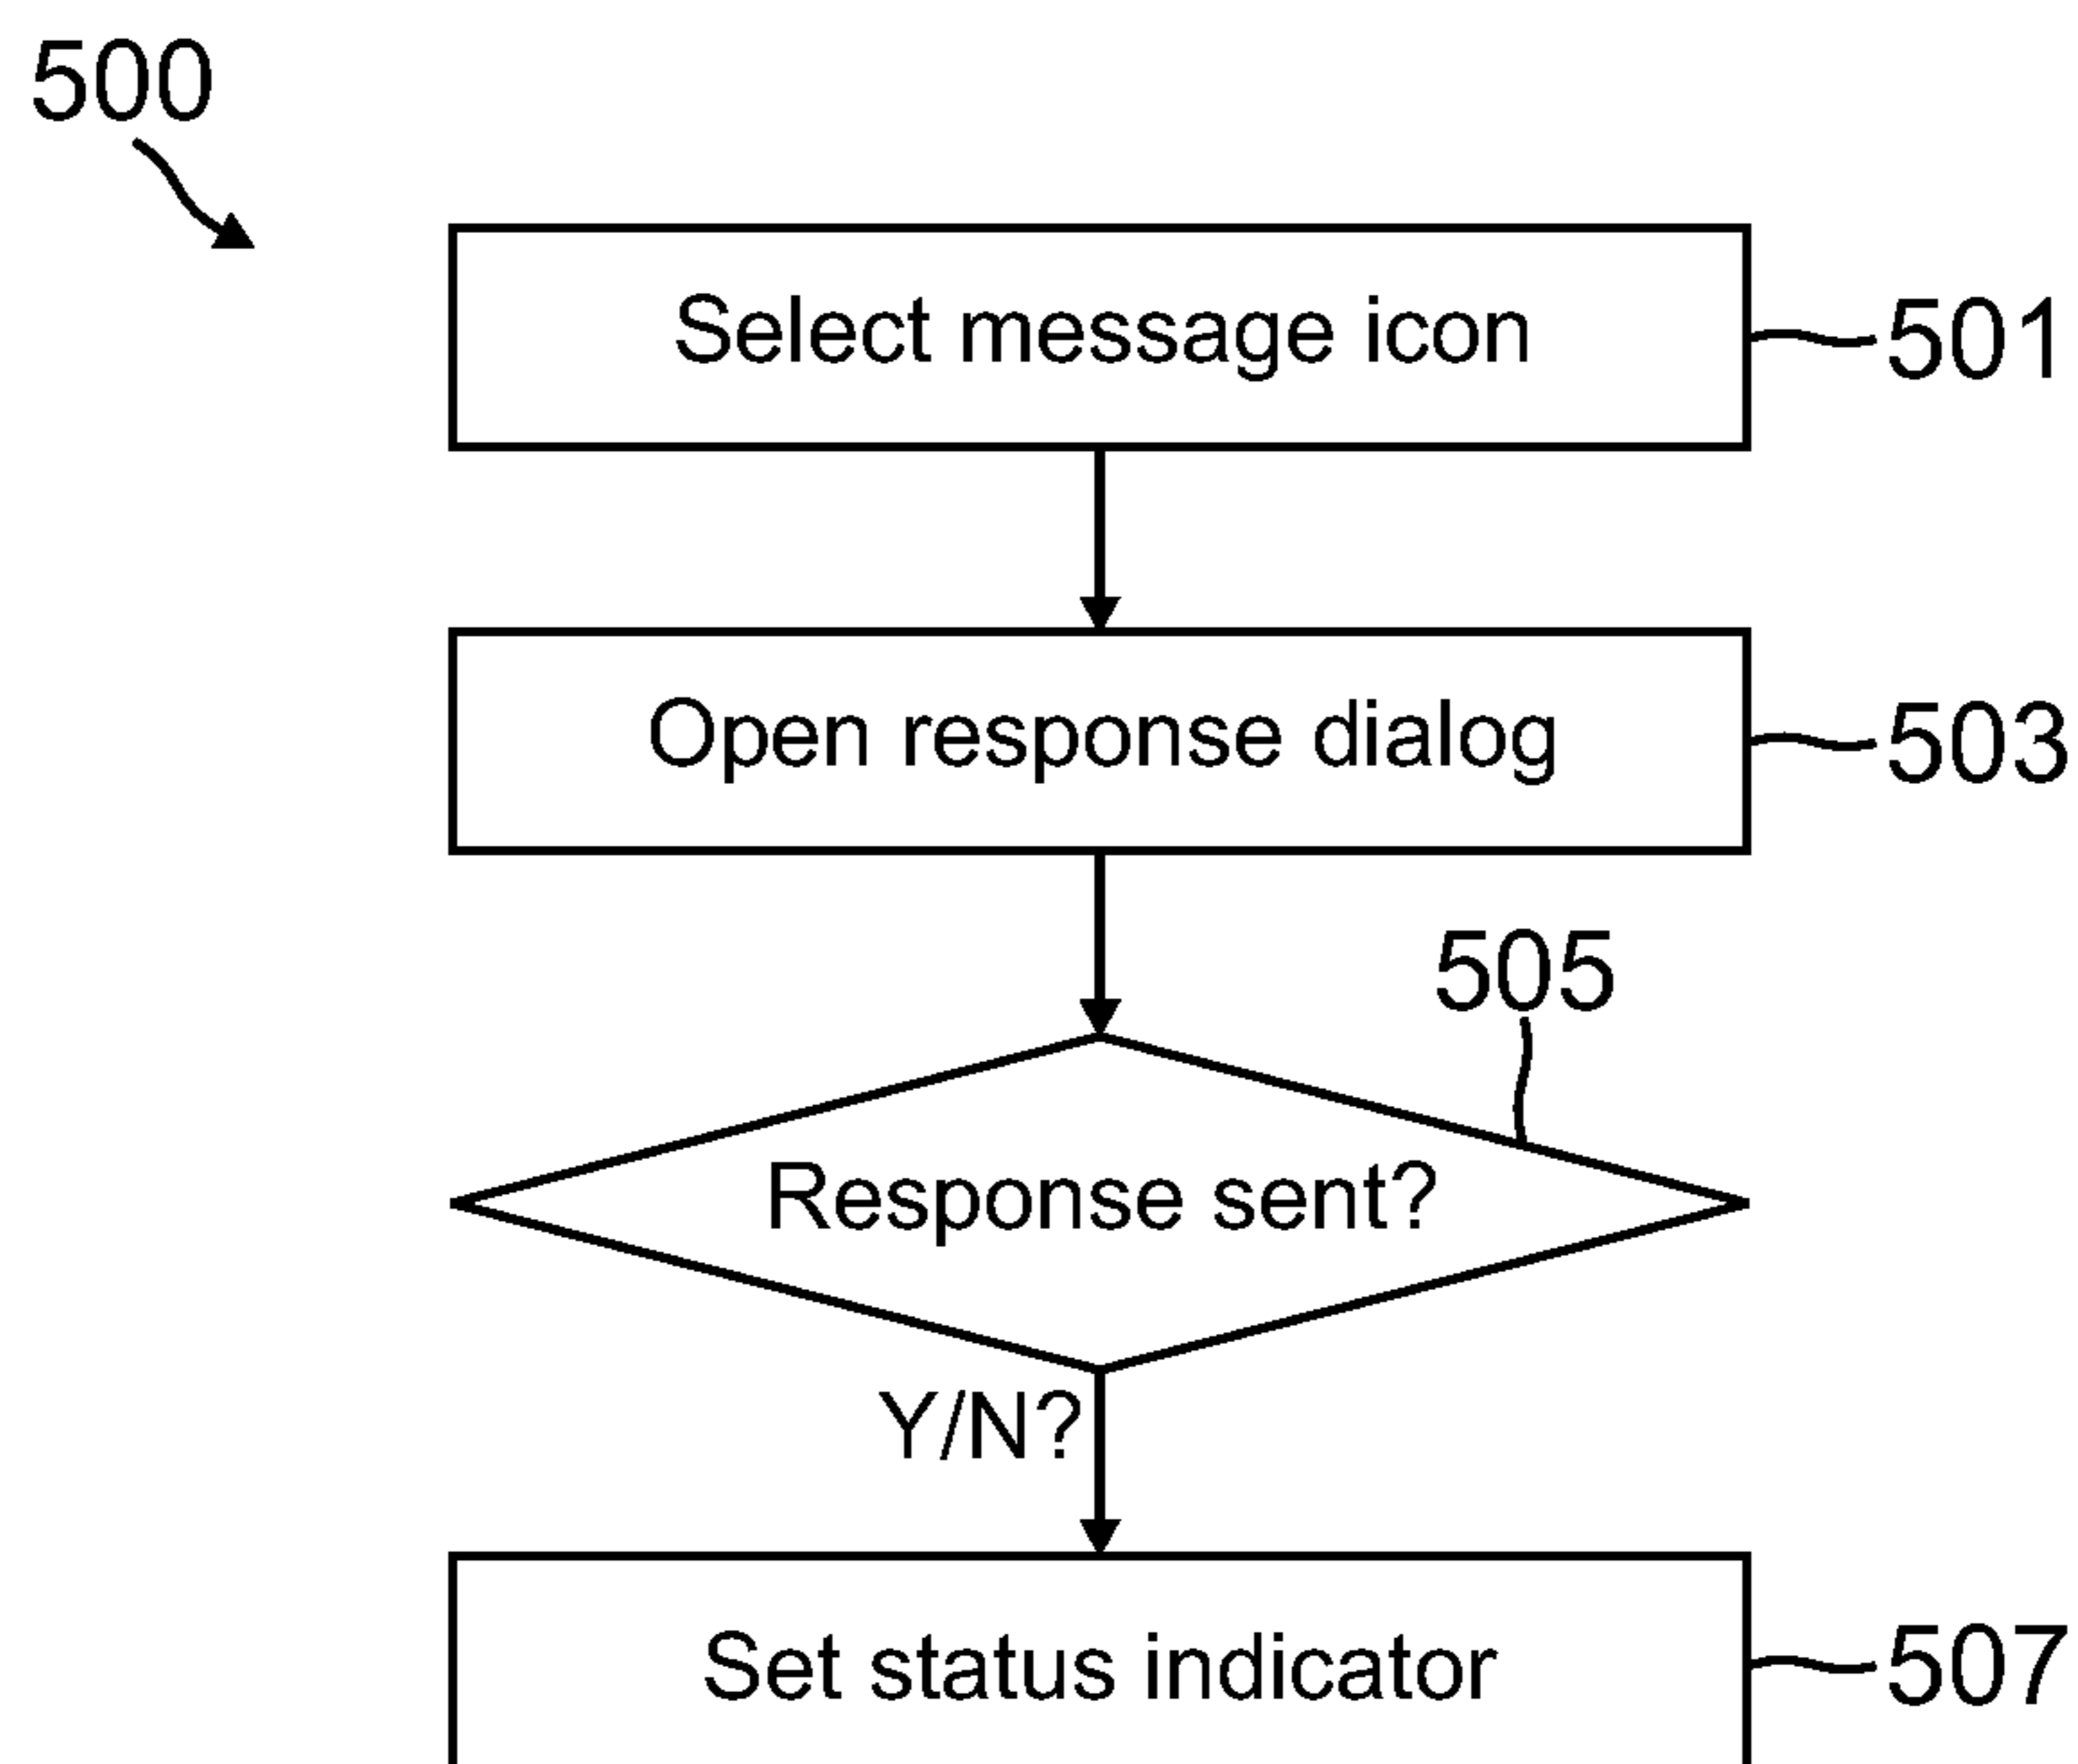 500
Select message icon
501
Open response dialog
503
505
Response sent?
Y/N?
Set status indicator
507